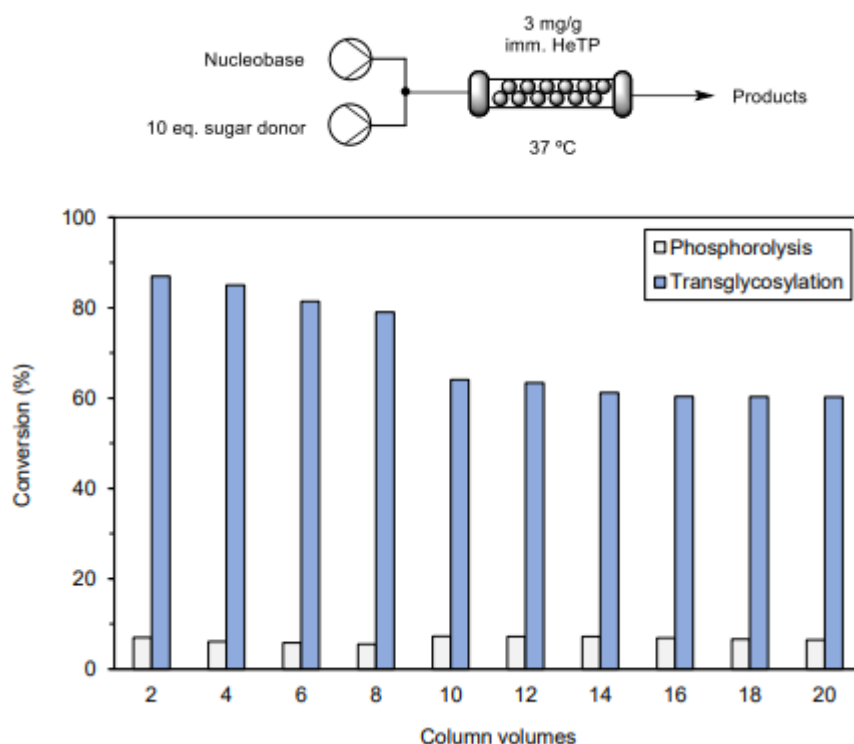 3 mg/g
imm. HeTP
Nucleobase
10 eq. sugar donor
Products
37 ºC
100
80
60
40
20
0
Conversion (%)
Phosphorolysis
Transglycosylation
2 4 6 8 10 12 14 16 18 20
Column volumes